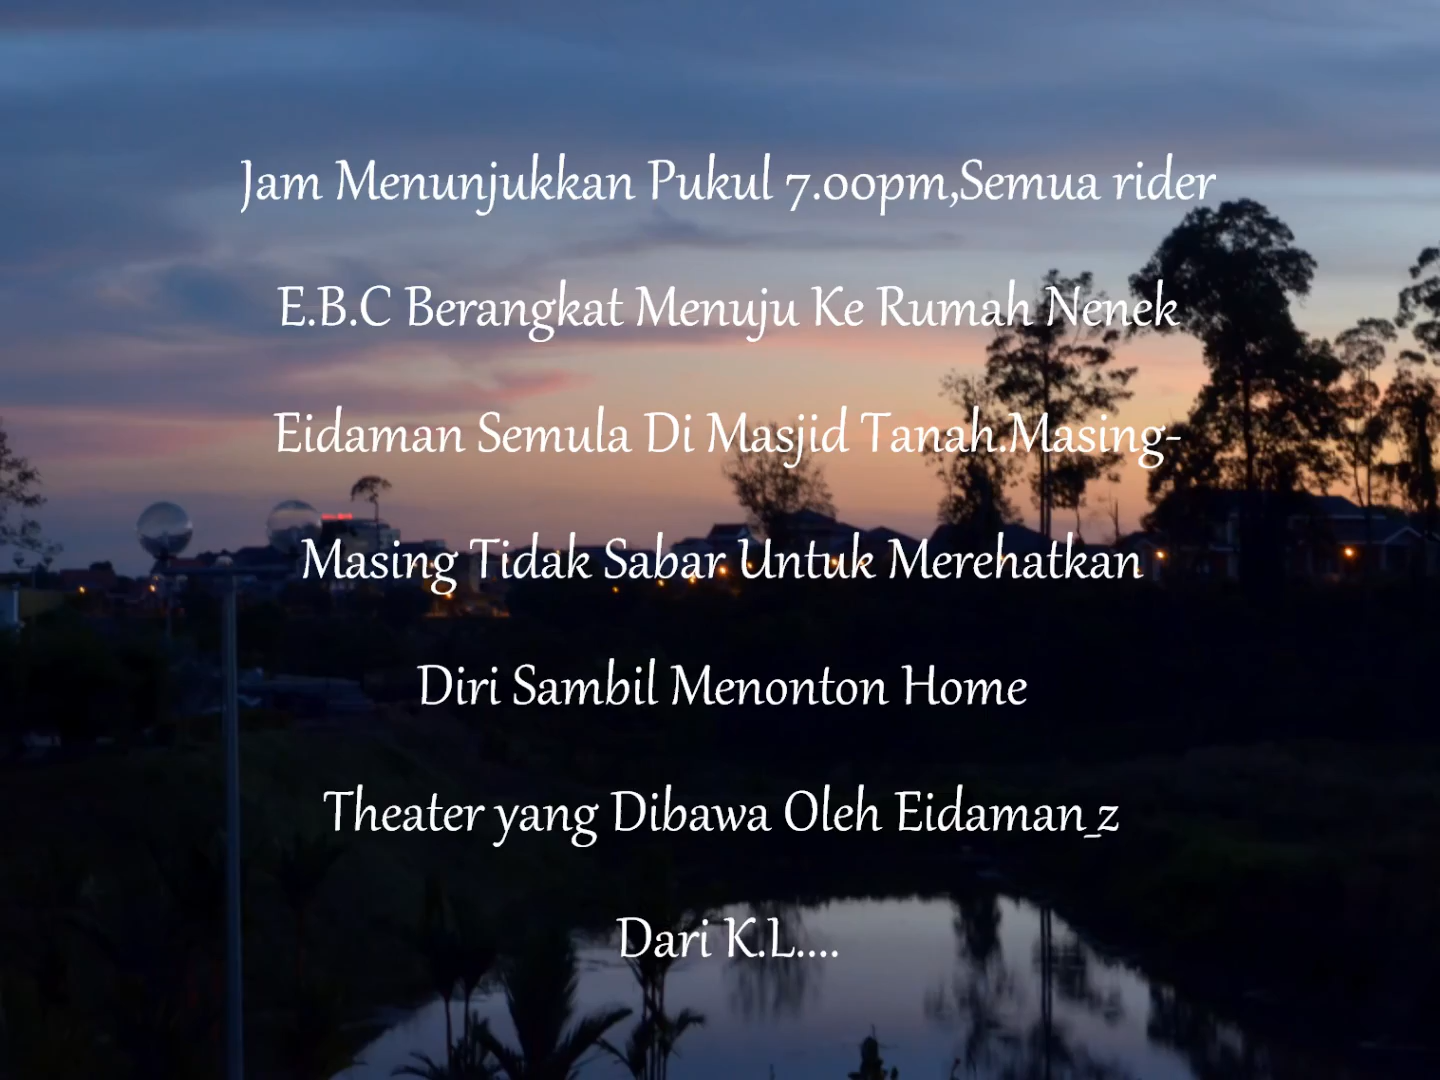 Jam Menunjukkan Pukul 7.00pm,Semua rider
E.B.C Berangkat Menuju Ke Rumah Nenek
Eidaman Semula Di Masjid Tanah.Masing-
Masing Tidak Sabar Untuk Merehatkan
Diri Sambil Menonton Home
Theater yang Dibawa Oleh Eidaman_z
Dari K.L....